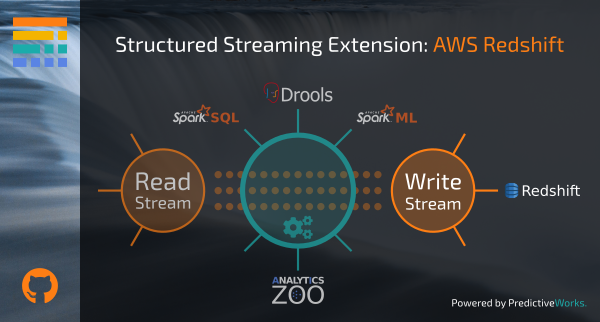 Structured Streaming Extension: AWS Redshift
Drools
APACHE Spark SQL
APACHE Spark ML
Read
Stream
Write
Stream
Redshift
ANALYTICS
ZOO
Powered by PredictiveWorks.